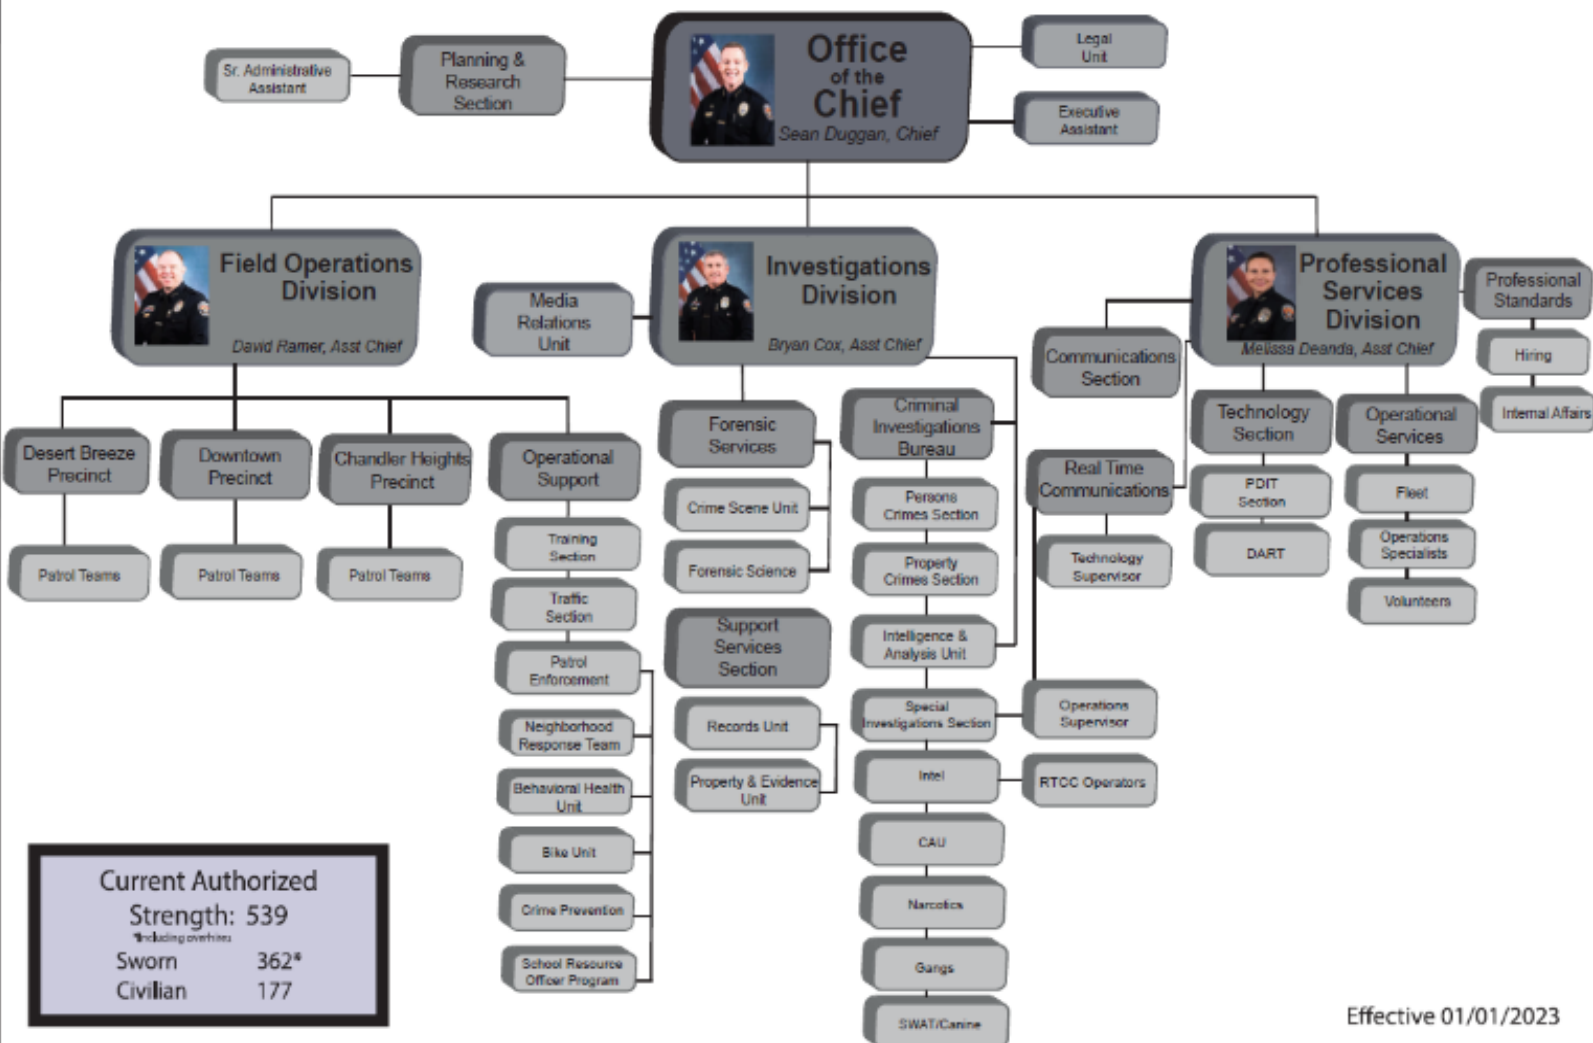 Office
of the
Chief
Sean Duggan, Chief
Legal
Unit
Executive
Assistant
Planning &
Research
Section
Sr. Administrative
Assistant
Field Operations
Division
David Ramer, Asst Chief
Investigations
Division
Bryan Cox, Asst Chief
Professional
Services
Division
Melissa Deanda, Asst Chief
Media
Relations
Unit
Professional
Standards
Hiring
Internal Affairs
Communications
Section
Desert Breeze
Precinct
Patrol Teams
Downtown
Precinct
Patrol Teams
Chandler Heights
Precinct
Patrol Teams
Operational
Support
Training
Section
Traffic
Section
Patrol
Enforcement
Neighborhood
Response Team
Behavioral Health
Unit
Bike Unit
Crime Prevention
School Resource
Officer Program
Forensic
Services
Crime Scene Unit
Forensic Science
Support
Services
Section
Records Unit
Property & Evidence
Unit
Criminal
Investigations
Bureau
Persons
Crimes Section
Property
Crimes Section
Intelligence &
Analysis Unit
Special
Investigations Section
Intel
CAU
Narcotics
Gangs
SWAT/Canine
Real Time
Communications
Technology
Supervisor
Operations
Supervisor
RTCC Operators
Technology
Section
PDIT
Section
DART
Operational
Services
Fleet
Operations
Specialists
Volunteers
Current Authorized
Strength: 539
*Including overhires
Sworn 362*
Civilian 177
Effective 01/01/2023